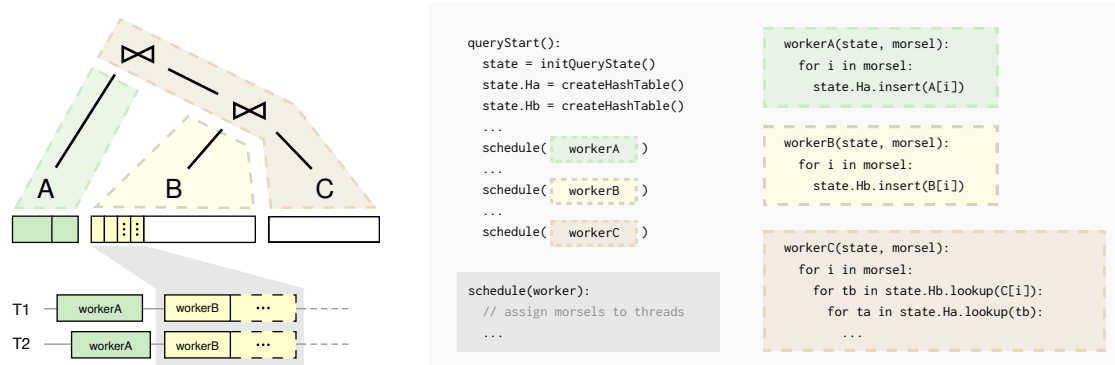 A
B
C
T1
workerA
workerB
...
T2
workerA
workerB
...
queryStart():
state = initQueryState()
state.Ha = createHashTable()
state.Hb = createHashTable()
...
schedule( workerA )
...
schedule( workerB )
...
schedule( workerC )
schedule(worker):
// assign morsels to threads
...
workerA(state, morsel):
for i in morsel:
state.Ha.insert(A[i])
workerB(state, morsel):
for i in morsel:
state.Hb.insert(B[i])
workerC(state, morsel):
for i in morsel:
for tb in state.Hb.lookup(C[i]):
for ta in state.Ha.lookup(tb):
...